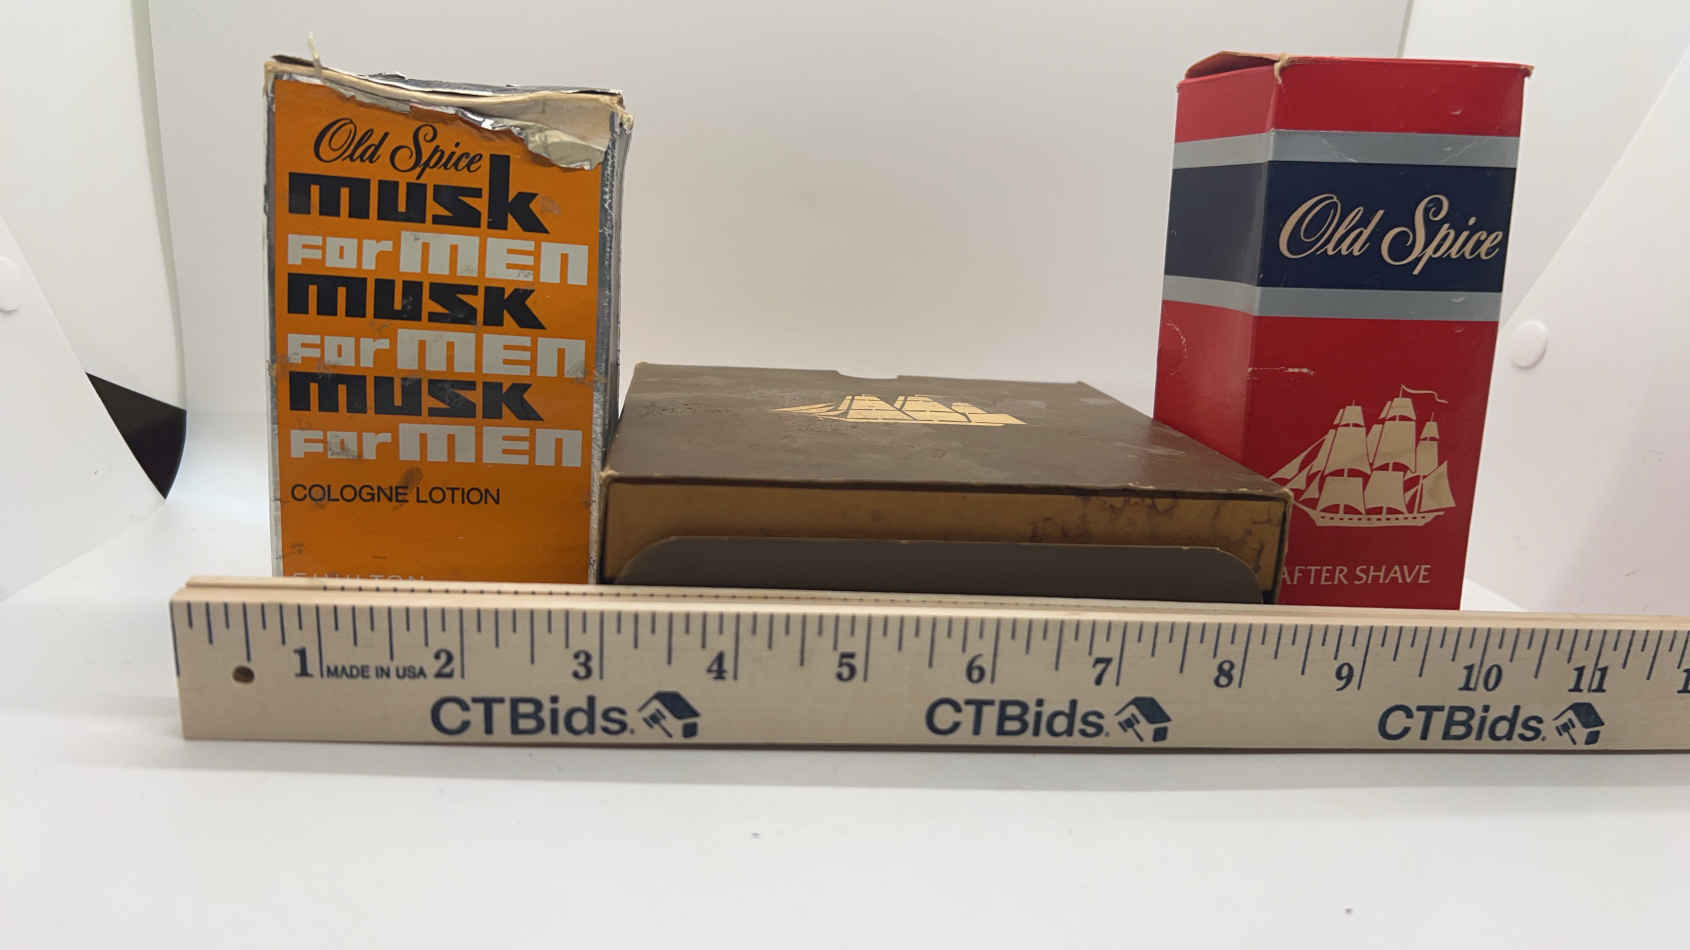 Old Spice
musk
for men
musk
for men
musk
for men
COLOGNE LOTION
SHULTON
Old Spice
AFTER SHAVE
1 MADE IN USA 2 3 4 5 6 7 8 9 10 11
CTBids. CTBids. CTBids.